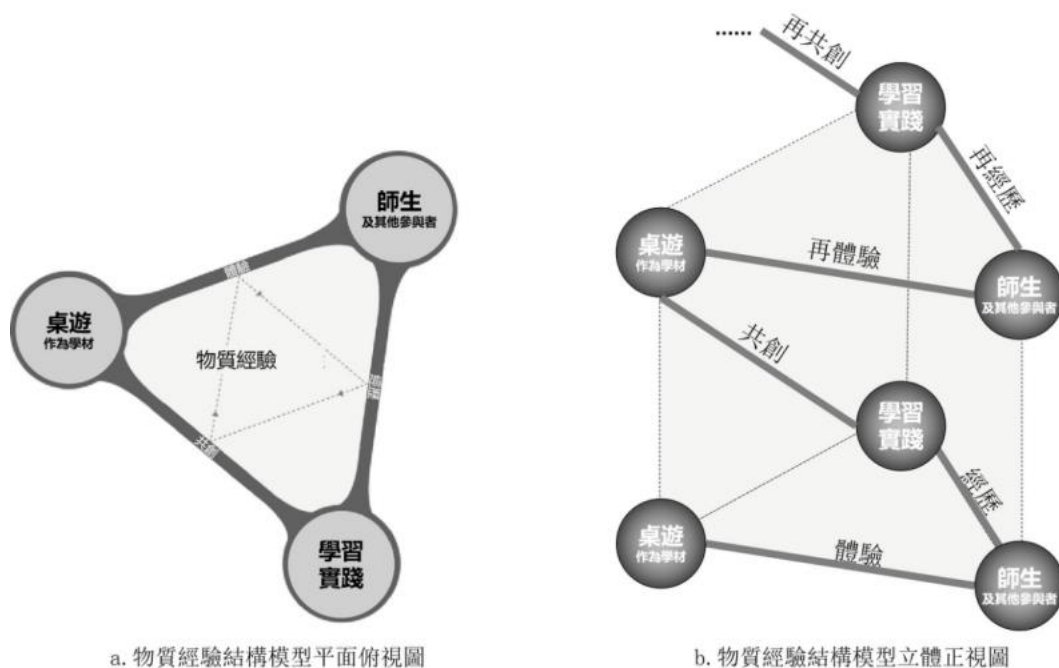 師生
及其他參與者
桌遊
作為學材
體驗
物質經驗
經歷
共創
學習
實踐
a. 物質經驗結構模型平面俯視圖
......
再共創
學習
實踐
再經歷
桌遊
作為學材
再體驗
師生
及其他參與者
共創
學習
實踐
經歷
桌遊
作為學材
體驗
師生
及其他參與者
b. 物質經驗結構模型立體正視圖